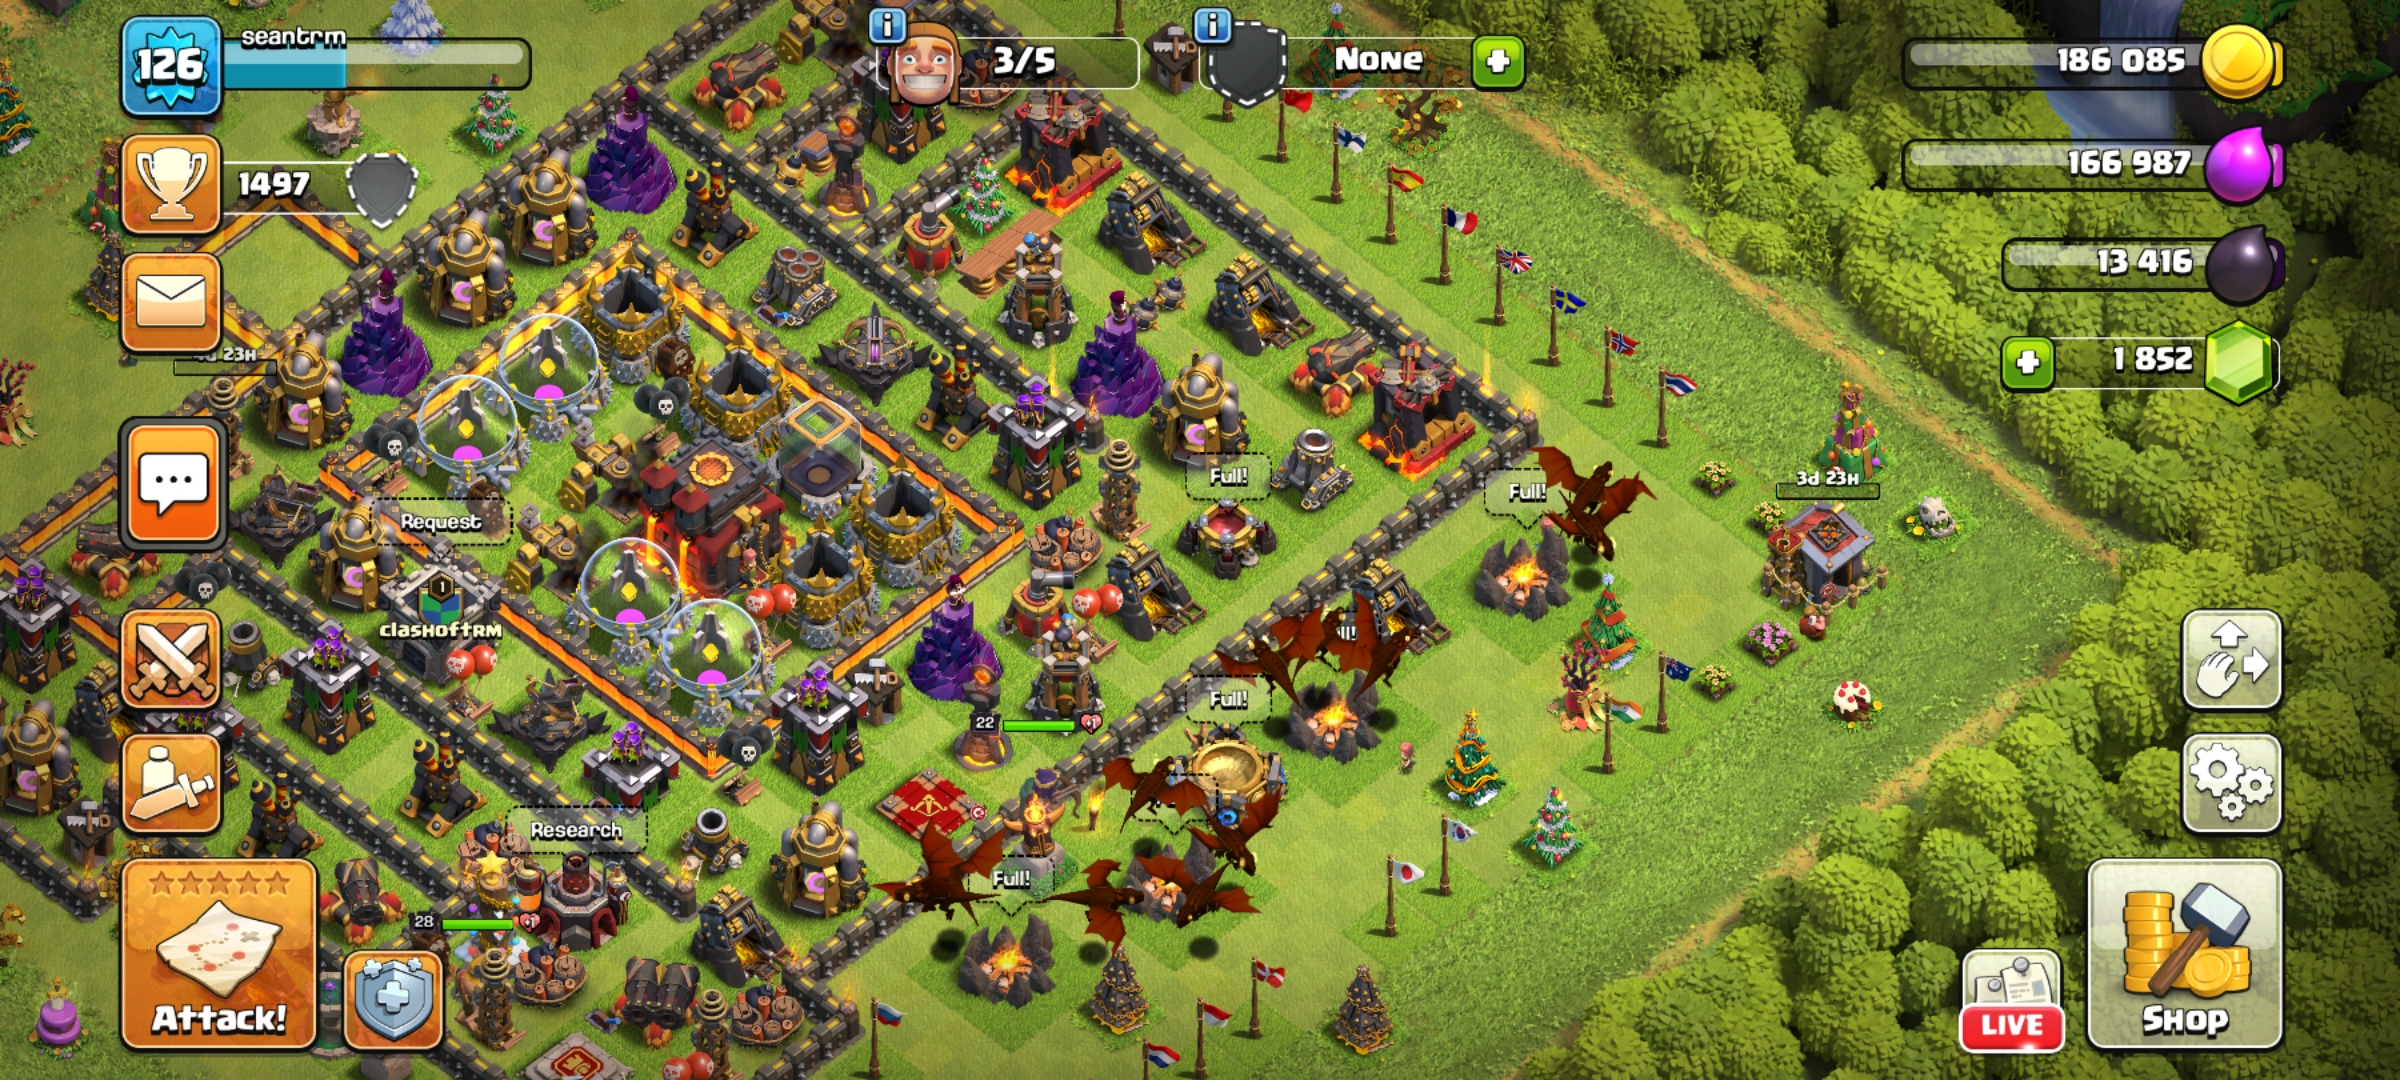 126
seantrm
3/5
None
186 085
1497
166 987
13 416
23H
1 852
Full!
3d 23H
Full!
Request
1
clashoftRM
Full!
22
Research
Full!
28
Attack!
LIVE
Shop